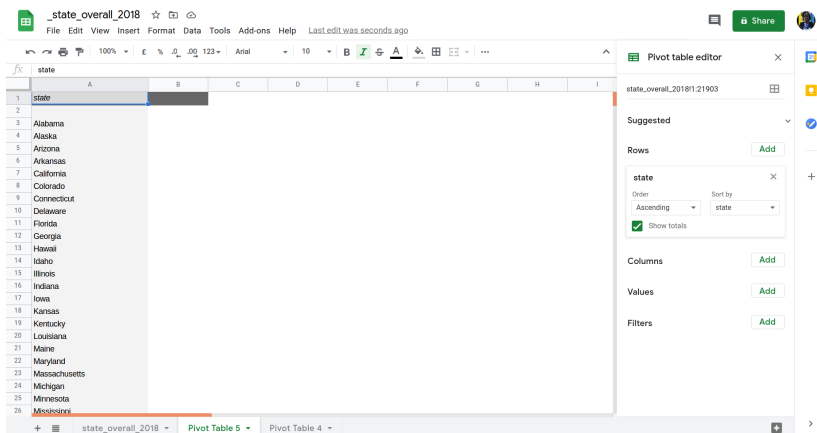 _state_overall_2018
File Edit View Insert Format Data Tools Add-ons Help Last edit was seconds ago
Share
100% £ % .0 .00 123 Arial 10 B I S A
fx state
A B C D E F G H I
1 state
2
3 Alabama
4 Alaska
5 Arizona
6 Arkansas
7 California
8 Colorado
9 Connecticut
10 Delaware
11 Florida
12 Georgia
13 Hawaii
14 Idaho
15 Illinois
16 Indiana
17 Iowa
18 Kansas
19 Kentucky
20 Louisiana
21 Maine
22 Maryland
23 Massachusetts
24 Michigan
25 Minnesota
26 Mississippi
Pivot table editor
state_overall_2018!1:21903
Suggested
Rows Add
state
Order Sort by
Ascending state
Show totals
Columns Add
Values Add
Filters Add
state_overall_2018 Pivot Table 5 Pivot Table 4